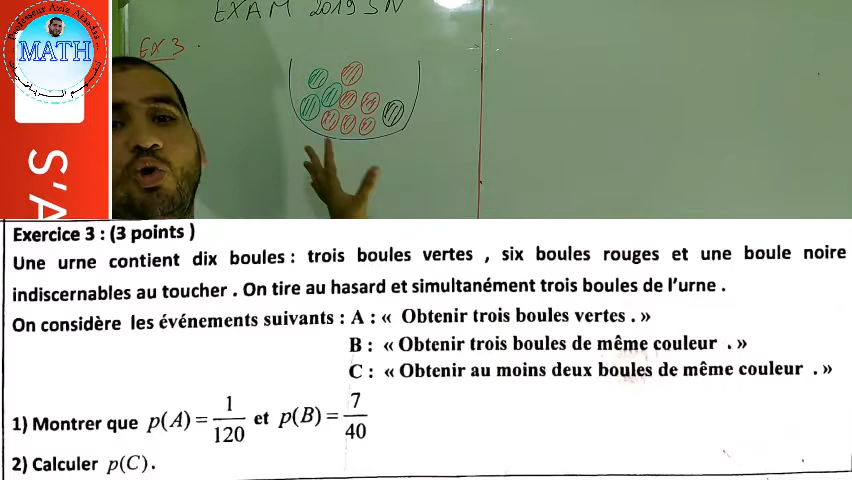 Professeur Aziz Afadis
MATH
S'A
EXAM 2019 SN
EX 3
Exercice 3 : (3 points )
Une urne contient dix boules : trois boules vertes , six boules rouges et une boule noire
indiscernables au toucher . On tire au hasard et simultanément trois boules de l'urne .
On considère les événements suivants : A : « Obtenir trois boules vertes . »
B : « Obtenir trois boules de même couleur . »
C : « Obtenir au moins deux boules de même couleur . »
1) Montrer que p(A) = 1/120 et p(B) = 7/40
2) Calculer p(C) .